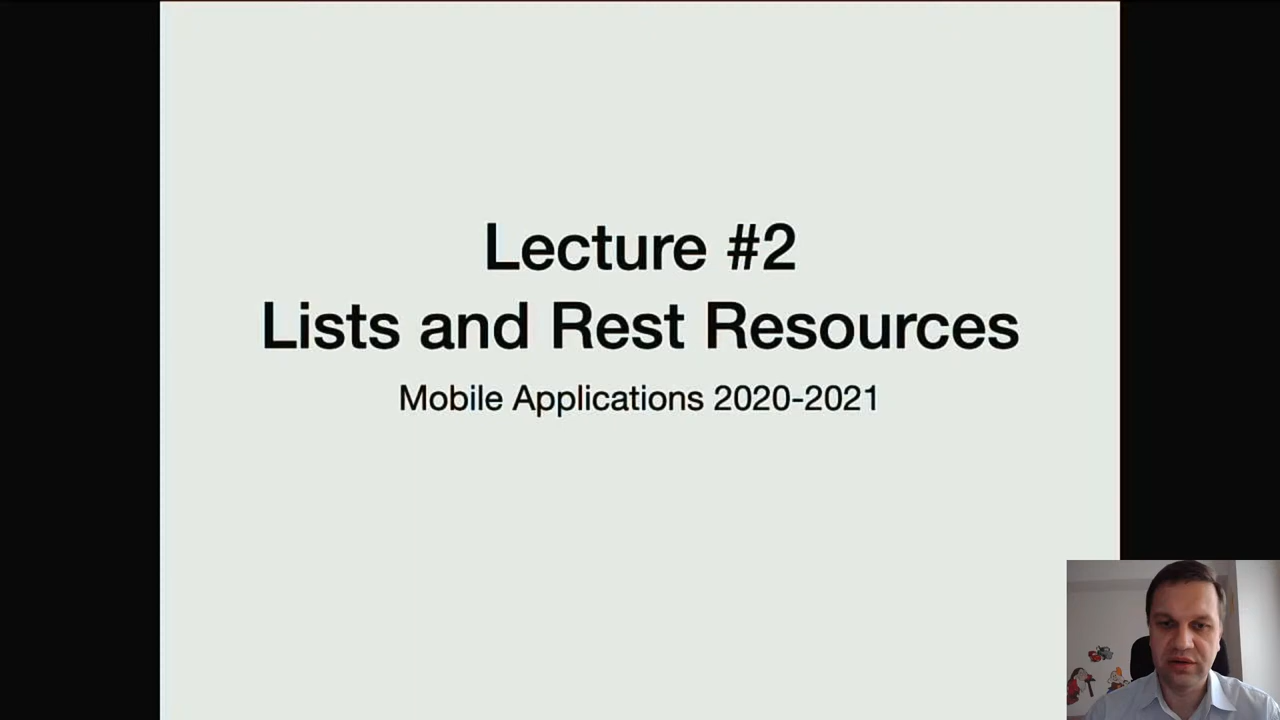 Lecture #2
Lists and Rest Resources
Mobile Applications 2020-2021